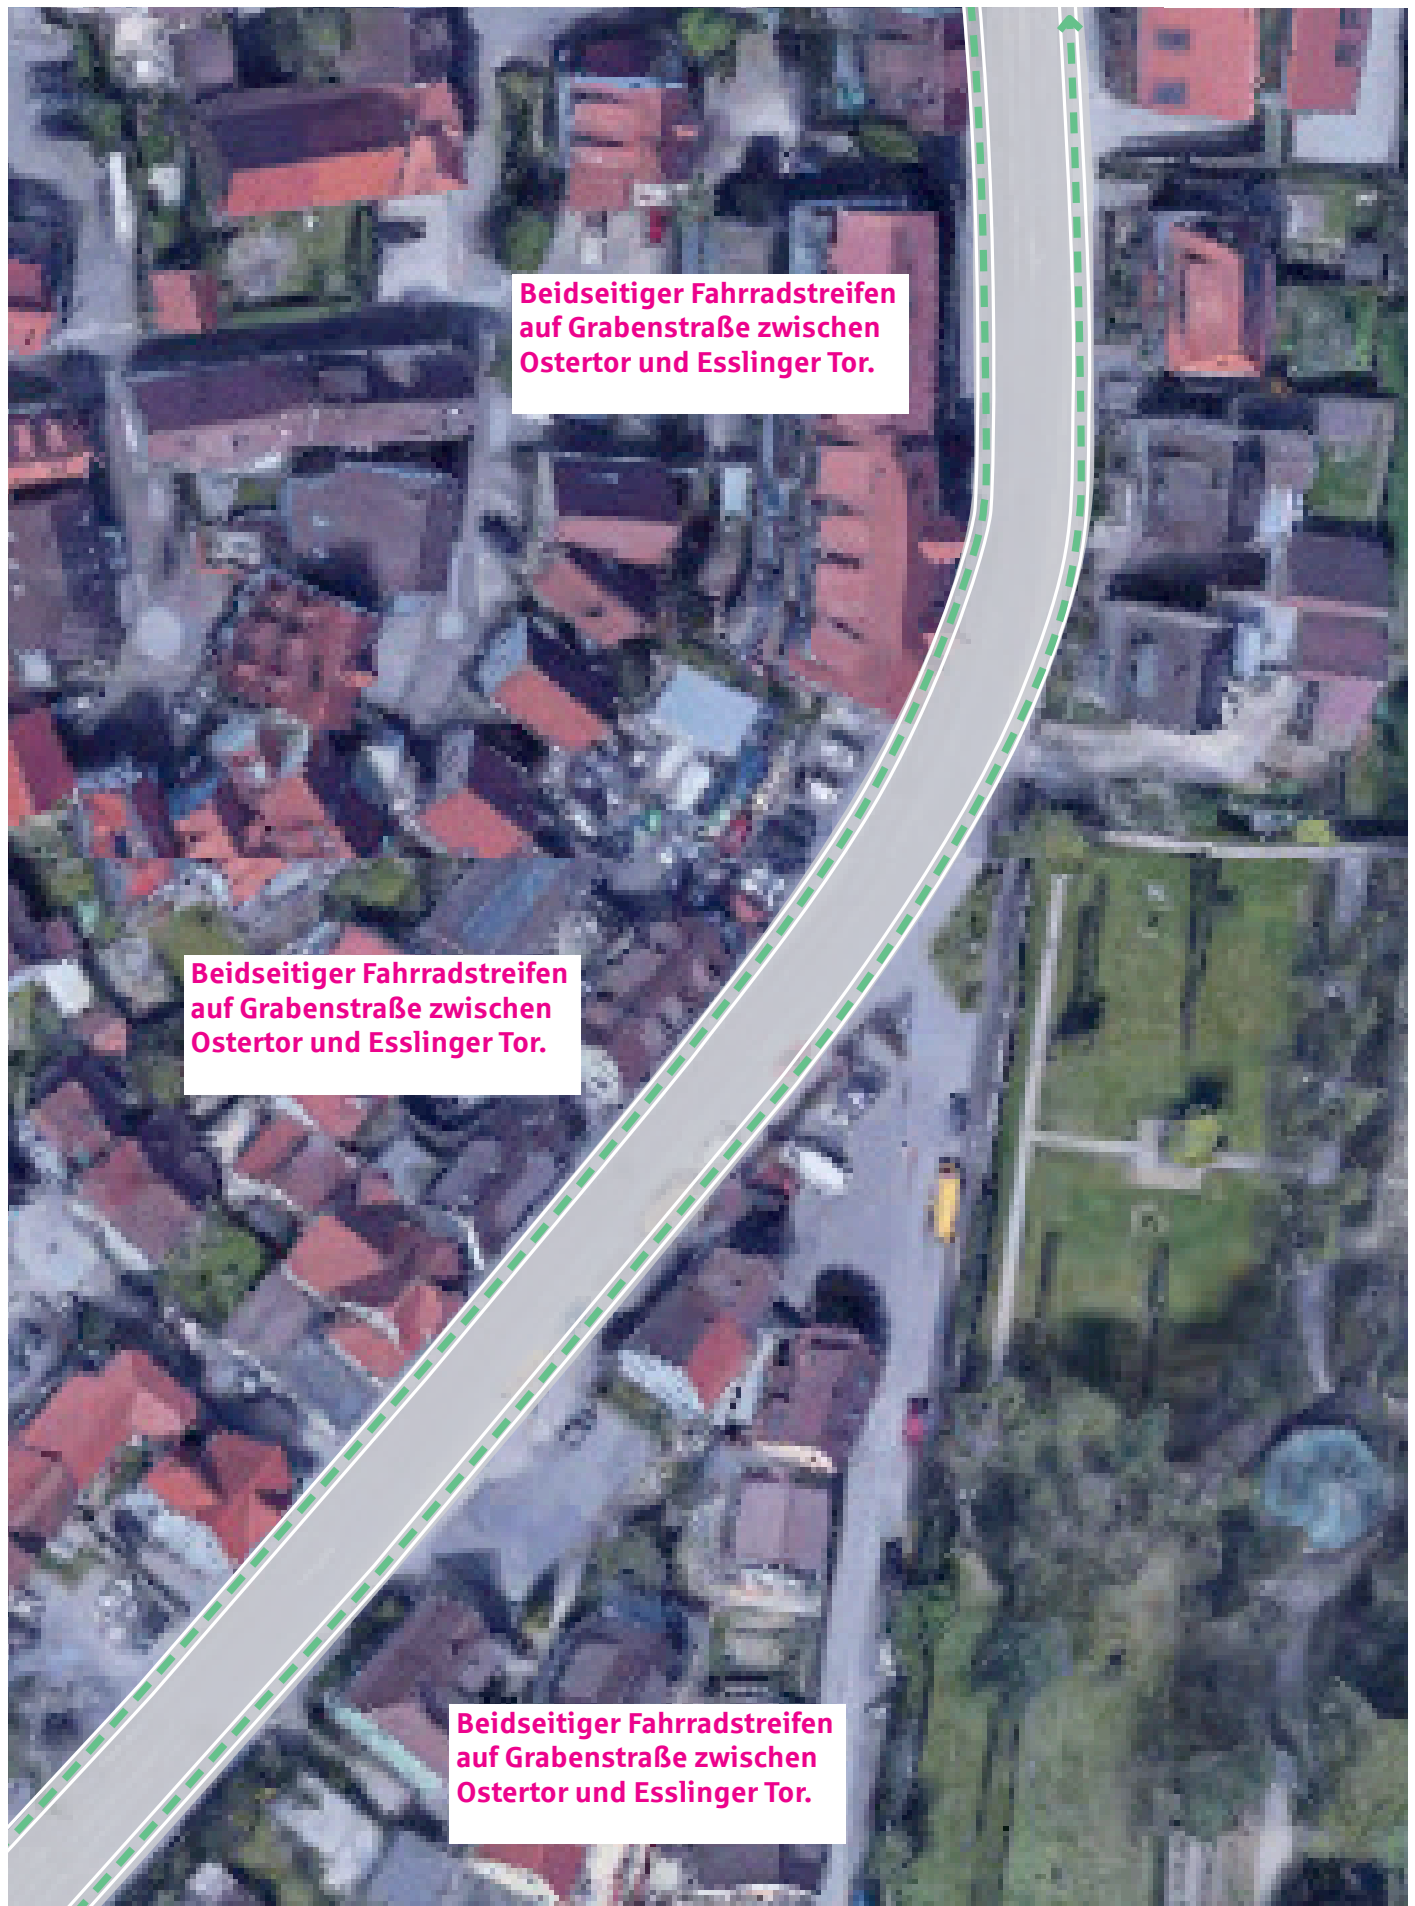 Beidseitiger Fahrradstreifen
auf Grabenstraße zwischen
Ostertor und Esslinger Tor.
Beidseitiger Fahrradstreifen
auf Grabenstraße zwischen
Ostertor und Esslinger Tor.
Beidseitiger Fahrradstreifen
auf Grabenstraße zwischen
Ostertor und Esslinger Tor.